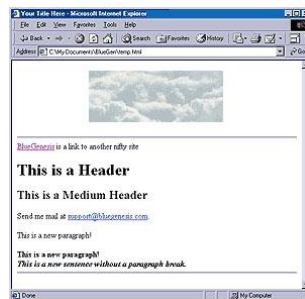 Your Title Here - Microsoft Internet Explorer
File Edit View Favorites Tools Help
Back Search Favorites History
Address C:\My Documents\BlueGen\temp.html Go
BlueGenesis is a link to another nifty site
This is a Header
This is a Medium Header
Send me mail at support@bluegenesis.com.
This is a new paragraph!
This is a new paragraph!
This is a new sentence without a paragraph break.
Done My Computer